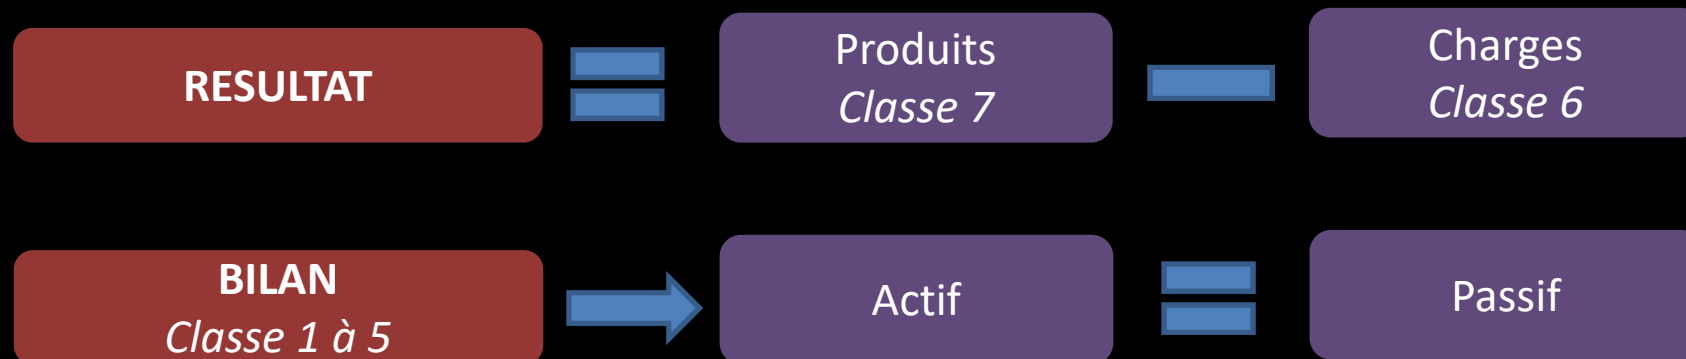 RESULTAT
Produits
Classe 7
Charges
Classe 6
BILAN
Classe 1 à 5
Actif
Passif